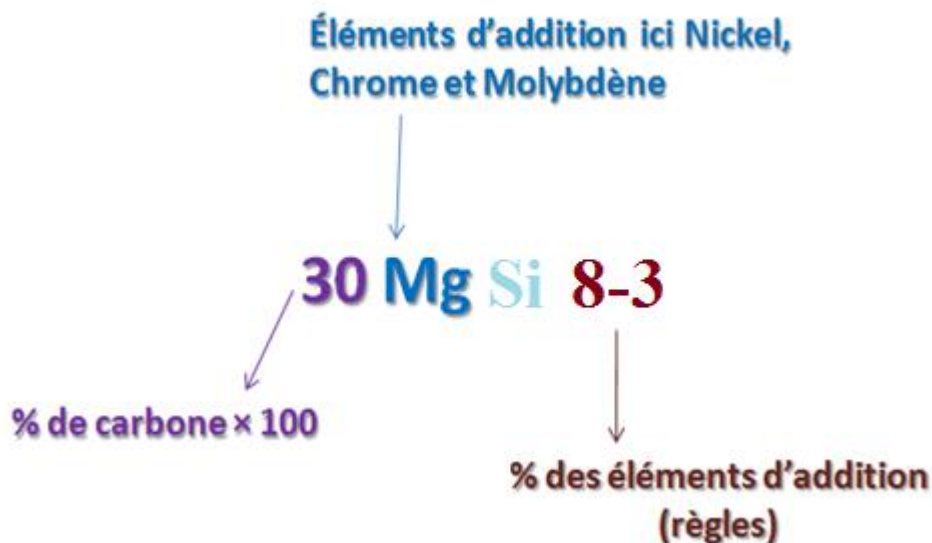 Éléments d'addition ici Nickel,
Chrome et Molybdène
30 Mg Si 8-3
% de carbone × 100
% des éléments d'addition
(règles)